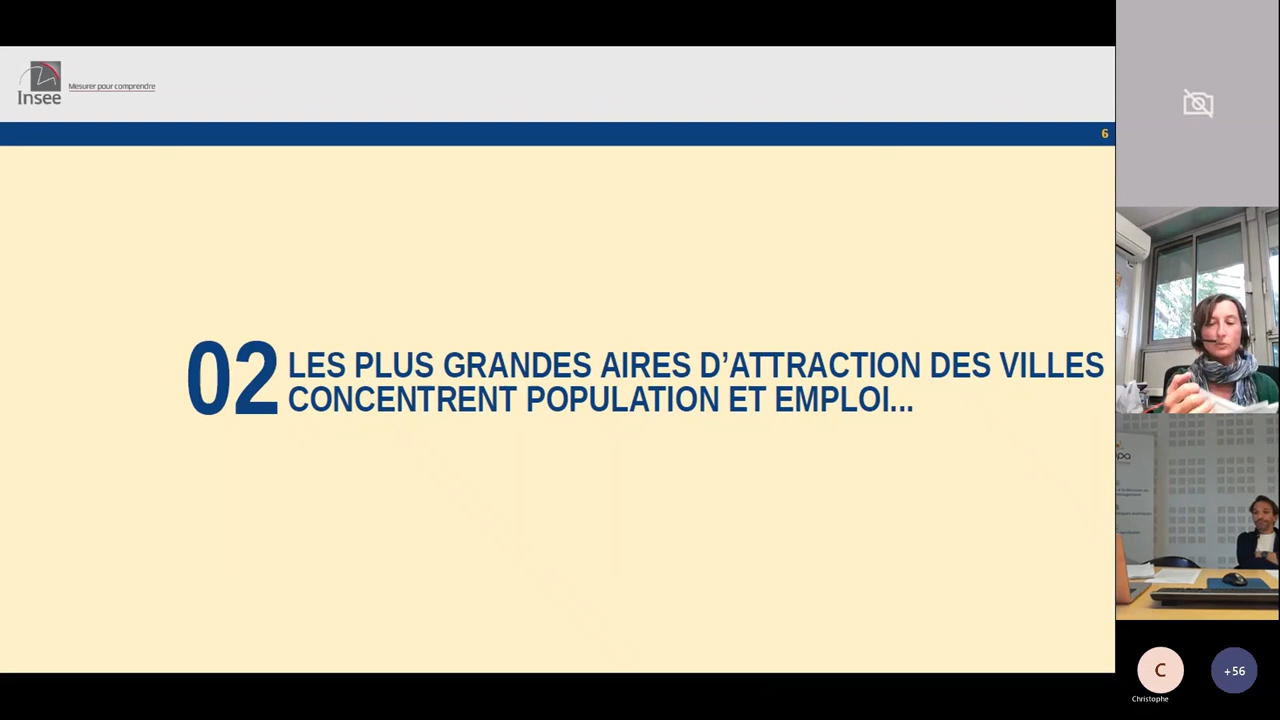 Insee
Mesurer pour comprendre
6
02
LES PLUS GRANDES AIRES D’ATTRACTION DES VILLES
CONCENTRENT POPULATION ET EMPLOI...
C
+56
Christophe